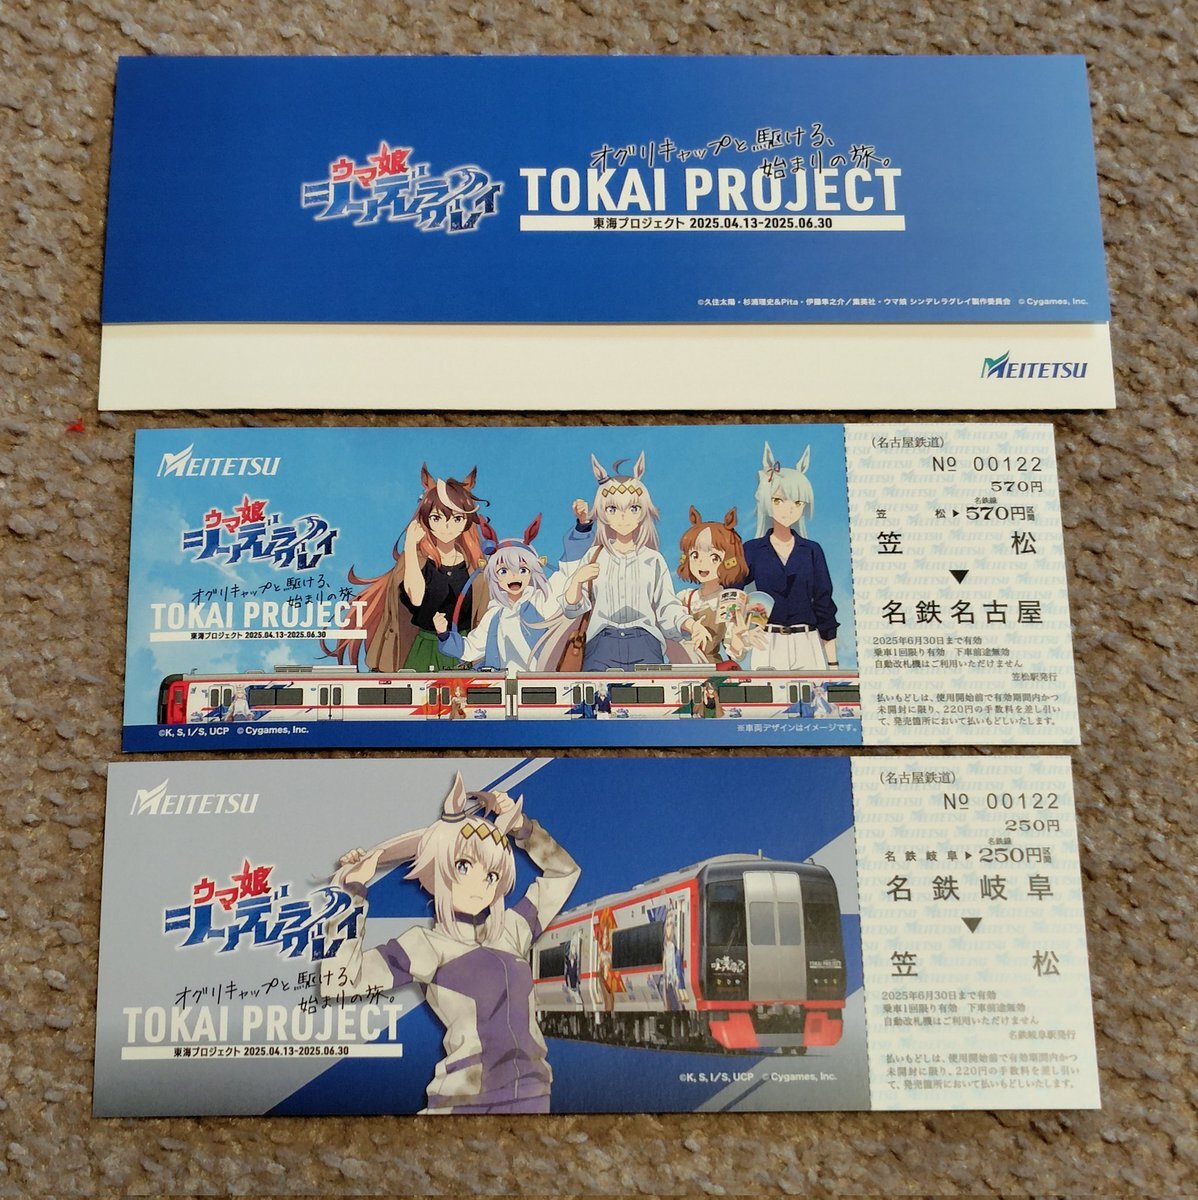 ウマ娘
シンデレラグレイ
オグリキャップと駆ける、
始まりの旅。
TOKAI PROJECT
東海プロジェクト 2025.04.13-2025.06.30
©久住太陽・杉浦理史&Pita・伊藤隼之介／集英社・ウマ娘 シンデレラグレイ製作委員会 ©Cygames, Inc.
MEITETSU
MEITETSU
ウマ娘
シンデレラグレイ
オグリキャップと駆ける、
始まりの旅。
TOKAI PROJECT
東海プロジェクト 2025.04.13-2025.06.30
©K, S, I／S, UCP ©Cygames, Inc.
※車両デザインはイメージです。
（名古屋鉄道）
№ 00122
570円
笠松▶名鉄線570円区間
笠松
▼
名鉄名古屋
2025年6月30日まで有効
乗車1回限り有効 下車前途無効
自動改札機はご利用いただけません
笠松駅発行
払いもどしは、使用開始前で有効期間内かつ
未開封に限り、220円の手数料を差し引い
て、発売箇所において払いもどしいたします。
MEITETSU
ウマ娘
シンデレラグレイ
オグリキャップと駆ける、
始まりの旅。
TOKAI PROJECT
東海プロジェクト 2025.04.13-2025.06.30
©K, S, I／S, UCP ©Cygames, Inc.
（名古屋鉄道）
№ 00122
250円
名鉄岐阜▶名鉄線250円区間
名鉄岐阜
▼
笠松
2025年6月30日まで有効
乗車1回限り有効 下車前途無効
自動改札機はご利用いただけません
名鉄岐阜駅発行
払いもどしは、使用開始前で有効期間内かつ
未開封に限り、220円の手数料を差し引い
て、発売箇所において払いもどしいたします。